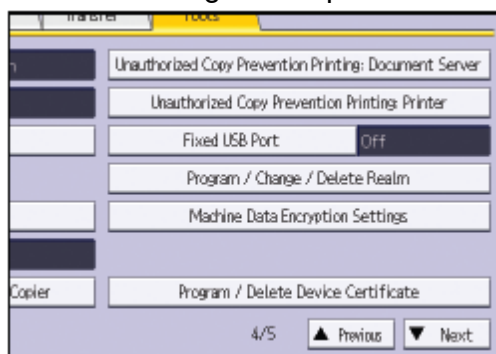 Tools
Unauthorized Copy Prevention Printing: Document Server
Unauthorized Copy Prevention Printing: Printer
Fixed USB Port
Off
Program / Change / Delete Realm
Machine Data Encryption Settings
Copier
Program / Delete Device Certificate
4/5
▲ Previous
▼ Next